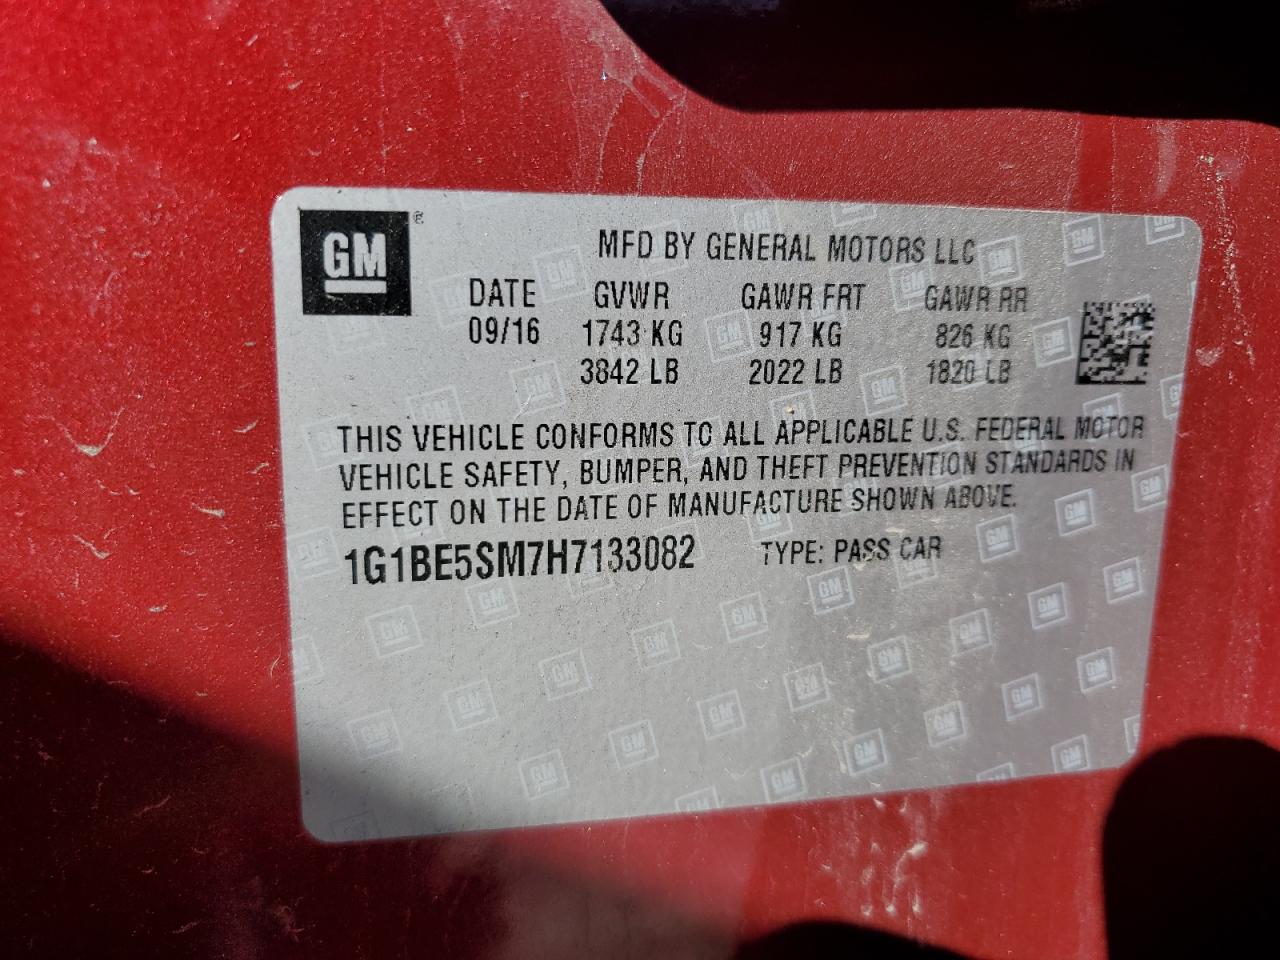 GM ®
MFD BY GENERAL MOTORS LLC
DATE GVWR GAWR FRT GAWR RR
09/16 1743 KG 917 KG 826 KG
3842 LB 2022 LB 1820 LB
THIS VEHICLE CONFORMS TO ALL APPLICABLE U.S. FEDERAL MOTOR
VEHICLE SAFETY, BUMPER, AND THEFT PREVENTION STANDARDS IN
EFFECT ON THE DATE OF MANUFACTURE SHOWN ABOVE.
1G1BE5SM7H7133082 TYPE: PASS CAR